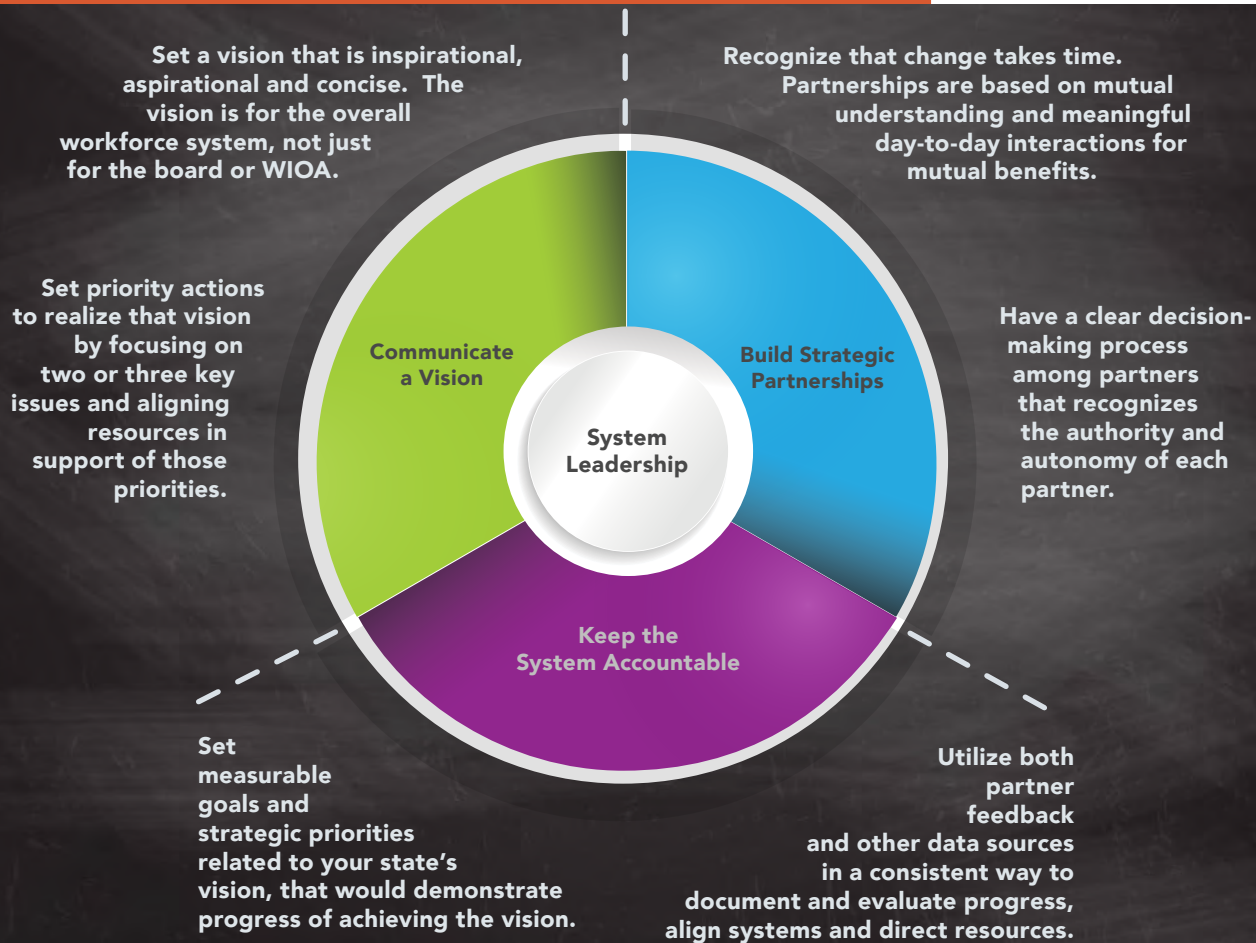 Set a vision that is inspirational,
aspirational and concise. The
vision is for the overall
workforce system, not just
for the board or WIOA.
Set priority actions
to realize that vision
by focusing on
two or three key
issues and aligning
resources in
support of those
priorities.
Communicate
a Vision
Recognize that change takes time.
Partnerships are based on mutual
understanding and meaningful
day-to-day interactions for
mutual benefits.
Have a clear decision-
making process
among partners
that recognizes
the authority and
autonomy of each
partner.
Build Strategic
Partnerships
System
Leadership
Keep the
System Accountable
Set
measurable
goals and
strategic priorities
related to your state’s
vision, that would demonstrate
progress of achieving the vision.
Utilize both
partner
feedback
and other data sources
in a consistent way to
document and evaluate progress,
align systems and direct resources.